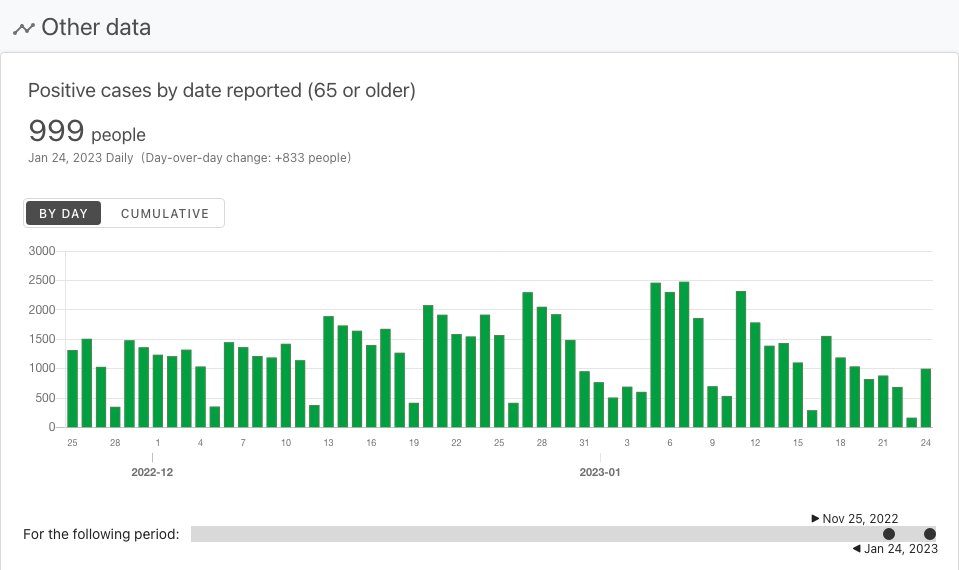 Other data
Positive cases by date reported (65 or older)
999 people
Jan 24, 2023 Daily (Day-over-day change: +833 people)
BY DAY CUMULATIVE
3000
2500
2000
1500
1000
500
0
25 28 1 4 7 10 13 16 19 22 25 28 31 3 6 9 12 15 18 21 24
2022-12 2023-01
▶ Nov 25, 2022
For the following period:
◀ Jan 24, 2023